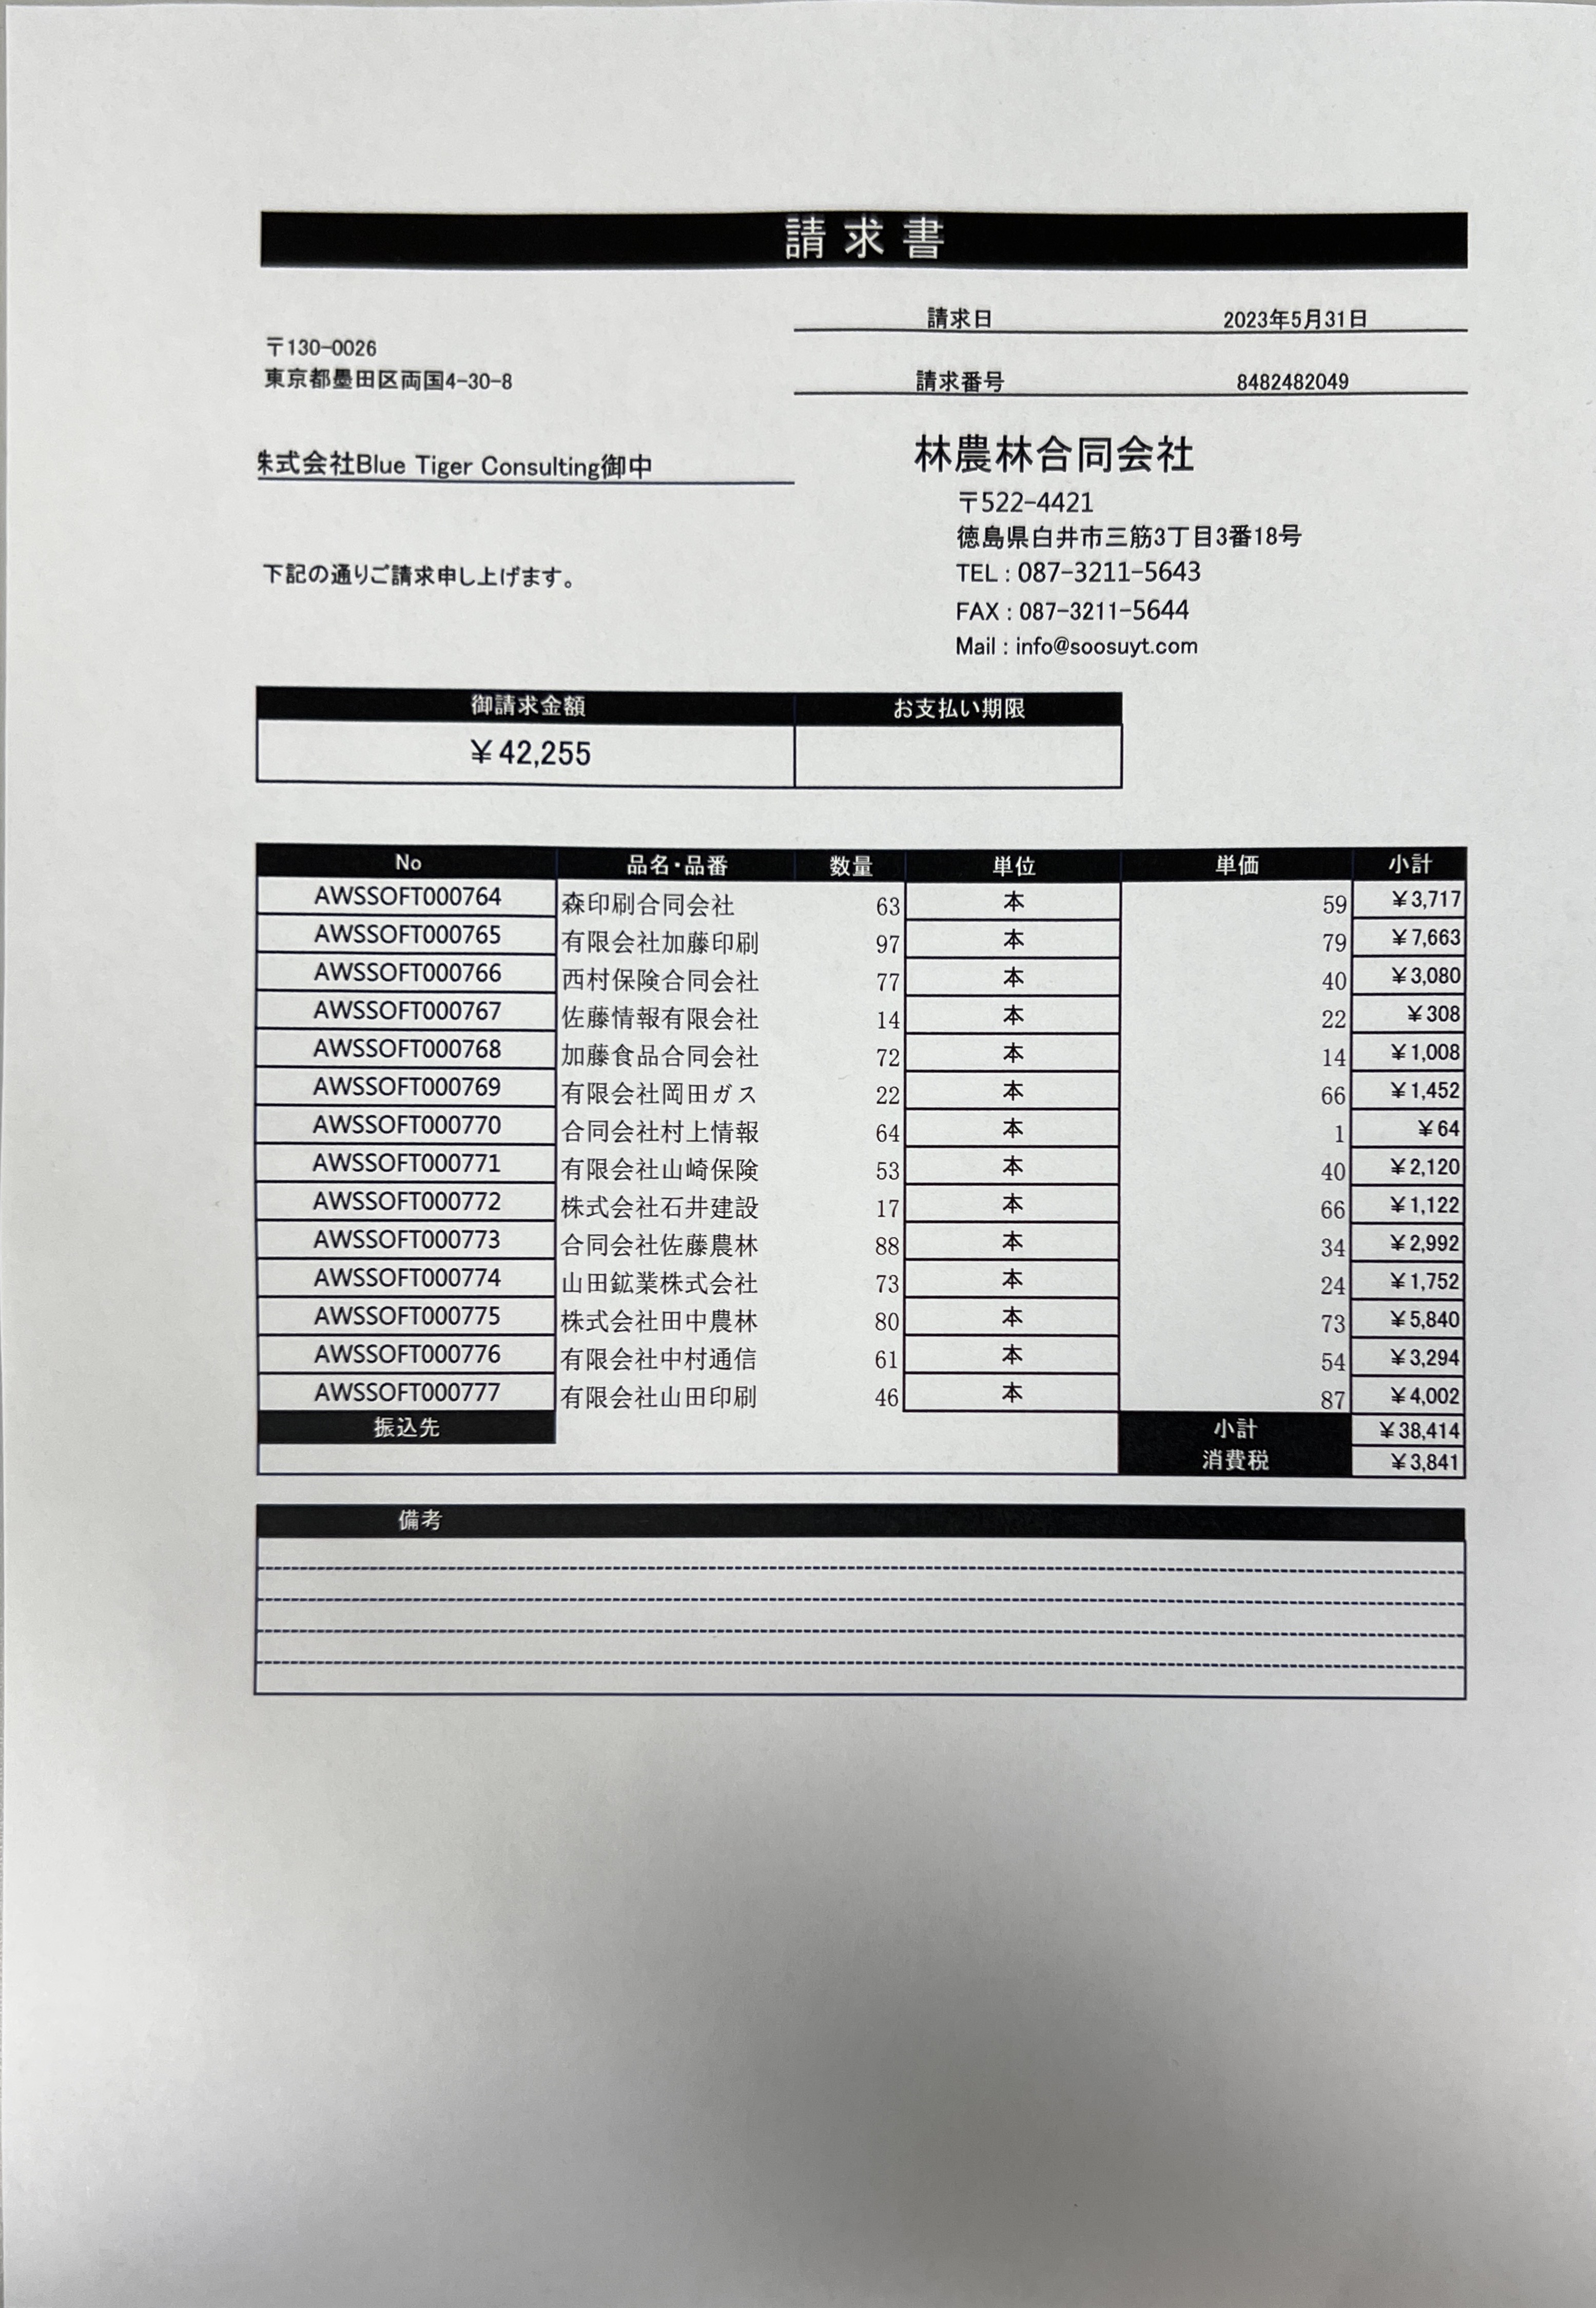 請求書
請求日 2023年5月31日
〒130-0026
東京都墨田区両国4-30-8
請求番号 8482482049
株式会社Blue Tiger Consulting御中
林農林合同会社
〒522-4421
徳島県白井市三筋3丁目3番18号
下記の通りご請求申し上げます。
TEL : 087-3211-5643
FAX : 087-3211-5644
Mail : info@soosuyt.com
御請求金額 お支払い期限
￥42,255
No 品名・品番 数量 単位 単価 小計
AWSSOFT000764 森印刷合同会社 63 本 59 ￥3,717
AWSSOFT000765 有限会社加藤印刷 97 本 79 ￥7,663
AWSSOFT000766 西村保険合同会社 77 本 40 ￥3,080
AWSSOFT000767 佐藤情報有限会社 14 本 22 ￥308
AWSSOFT000768 加藤食品合同会社 72 本 14 ￥1,008
AWSSOFT000769 有限会社岡田ガス 22 本 66 ￥1,452
AWSSOFT000770 合同会社村上情報 64 本 1 ￥64
AWSSOFT000771 有限会社山崎保険 53 本 40 ￥2,120
AWSSOFT000772 株式会社石井建設 17 本 66 ￥1,122
AWSSOFT000773 合同会社佐藤農林 88 本 34 ￥2,992
AWSSOFT000774 山田鉱業株式会社 73 本 24 ￥1,752
AWSSOFT000775 株式会社田中農林 80 本 73 ￥5,840
AWSSOFT000776 有限会社中村通信 61 本 54 ￥3,294
AWSSOFT000777 有限会社山田印刷 46 本 87 ￥4,002
振込先 小計 ￥38,414
消費税 ￥3,841
備考